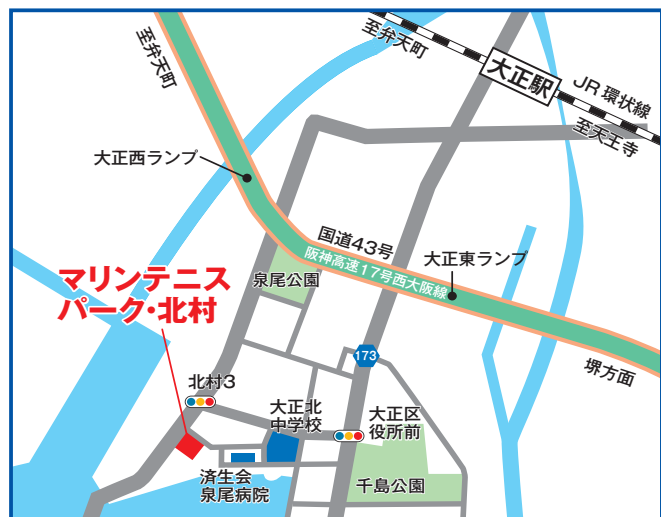 至弁天町
至弁天町
大正駅
JR環状線
至天王寺
大正西ランプ
国道43号
阪神高速17号西大阪線
大正東ランプ
泉尾公園
マリンテニス
パーク・北村
173
堺方面
北村3
大正北
中学校
大正区
役所前
済生会
泉尾病院
千島公園